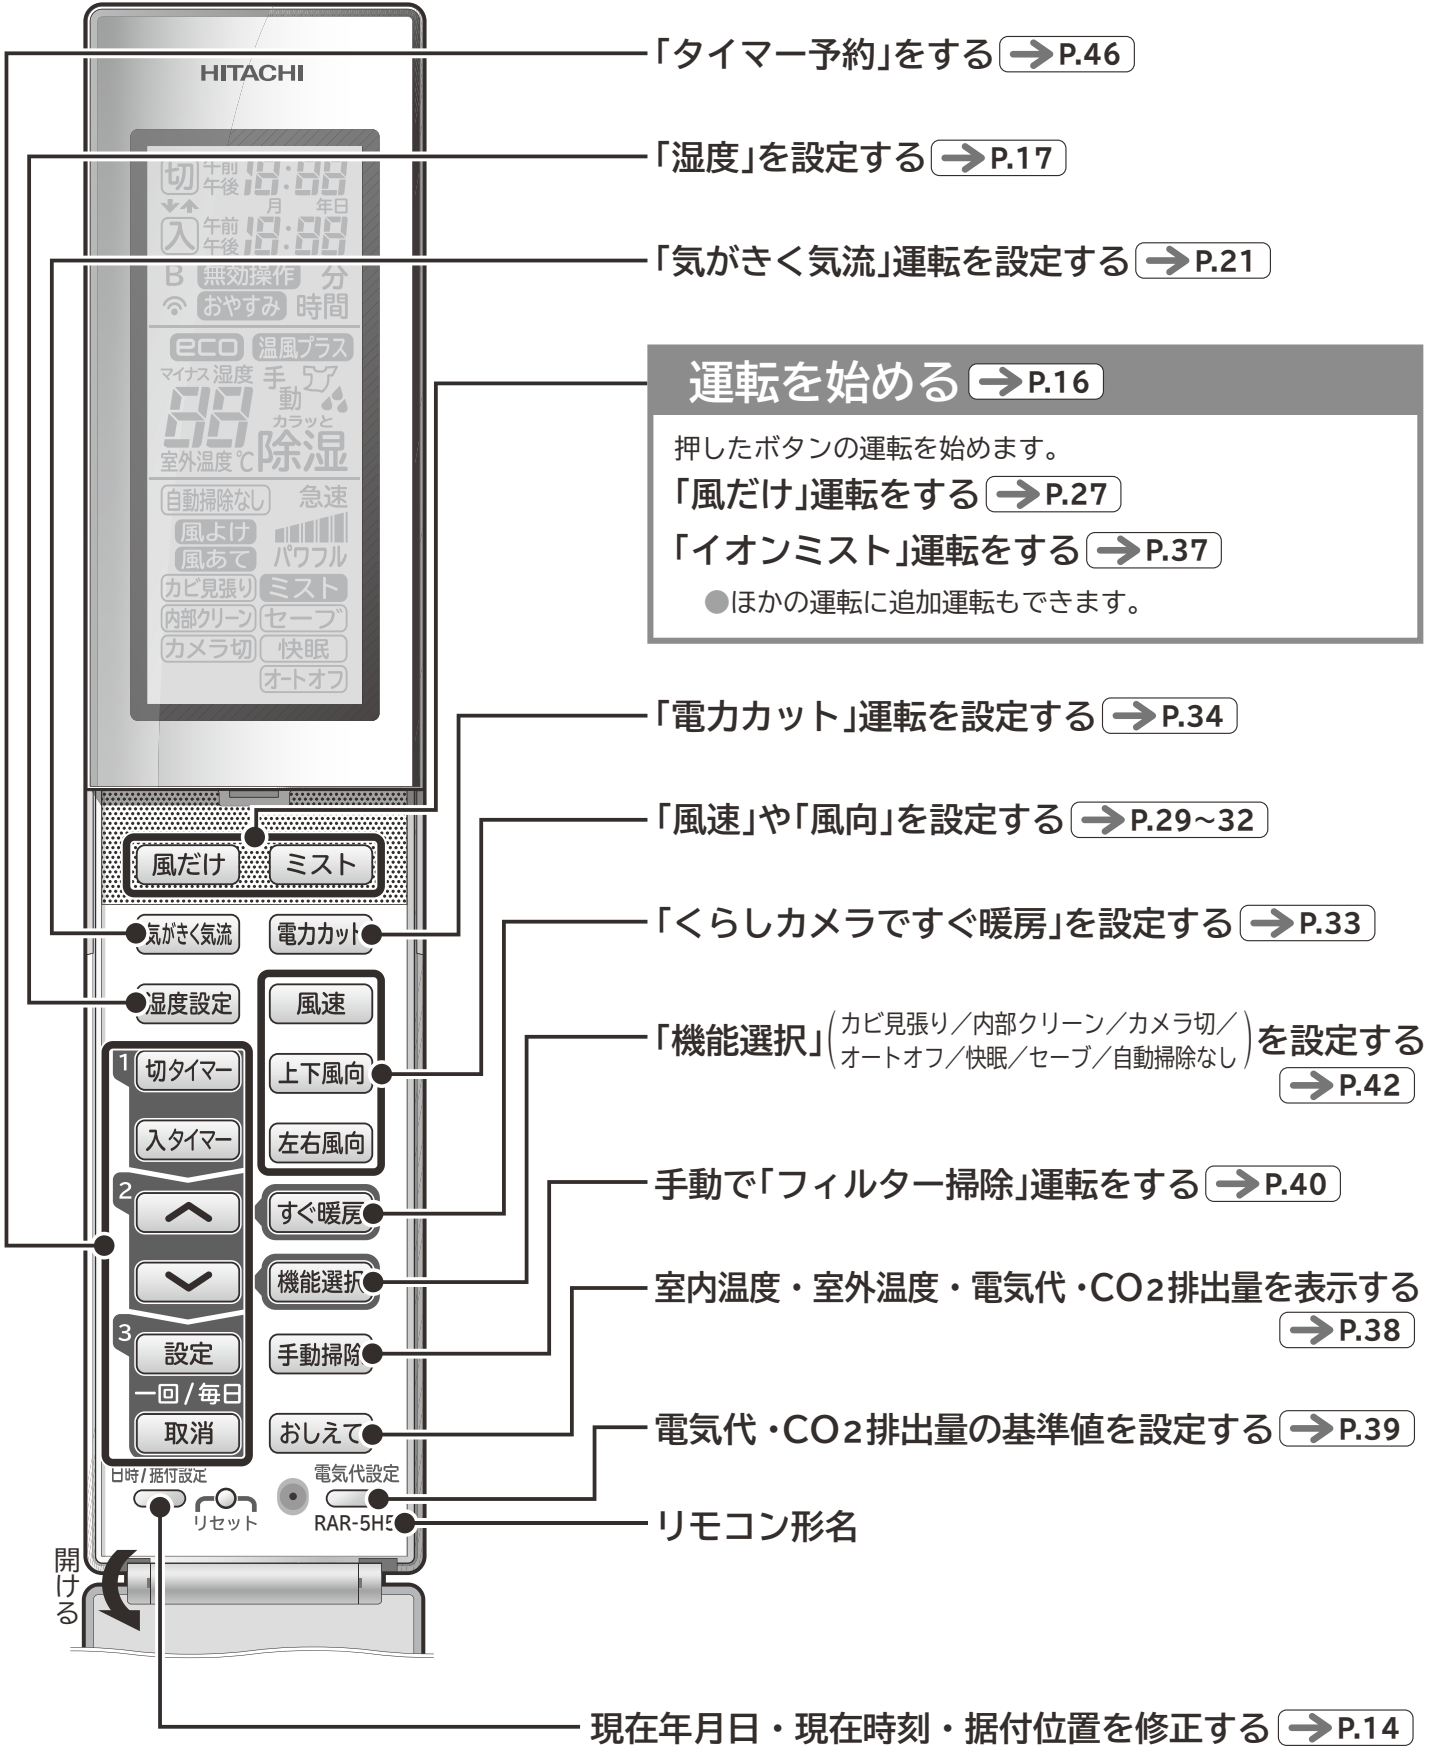 「タイマー予約」をする →P.46
HITACHI
「湿度」を設定する →P.17
切 午前 午後 18:88
月 年日
入 午前 午後 18:88
「気がきく気流」運転を設定する →P.21
B 無効操作 分
おやすみ 時間
eco 温風プラス
マイナス 湿度 手動
88
カラッと
除湿
室外温度 ℃
運転を始める →P.16
押したボタンの運転を始めます。
「風だけ」運転をする →P.27
「イオンミスト」運転をする →P.37
●ほかの運転に追加運転もできます。
自動掃除なし 急速
風よけ
風あて パワフル
カビ見張り ミスト
内部クリーン セーブ
カメラ切 快眠
オートオフ
「電力カット」運転を設定する →P.34
「風速」や「風向」を設定する →P.29~32
風だけ ミスト
「くらしカメラですぐ暖房」を設定する →P.33
気がきく気流 電力カット
湿度設定 風速
「機能選択」(カビ見張り／内部クリーン／カメラ切／
オートオフ／快眠／セーブ／自動掃除なし)を設定する
→P.42
1 切タイマー 上下風向
入タイマー 左右風向
手動で「フィルター掃除」運転をする →P.40
2
すぐ暖房
機能選択
室内温度・室外温度・電気代・CO2排出量を表示する
→P.38
3 設定 手動掃除
一回/毎日
取消 おしえて
電気代・CO2排出量の基準値を設定する →P.39
日時/据付設定 電気代設定
リセット RAR-5H5
リモコン形名
開ける
現在年月日・現在時刻・据付位置を修正する →P.14